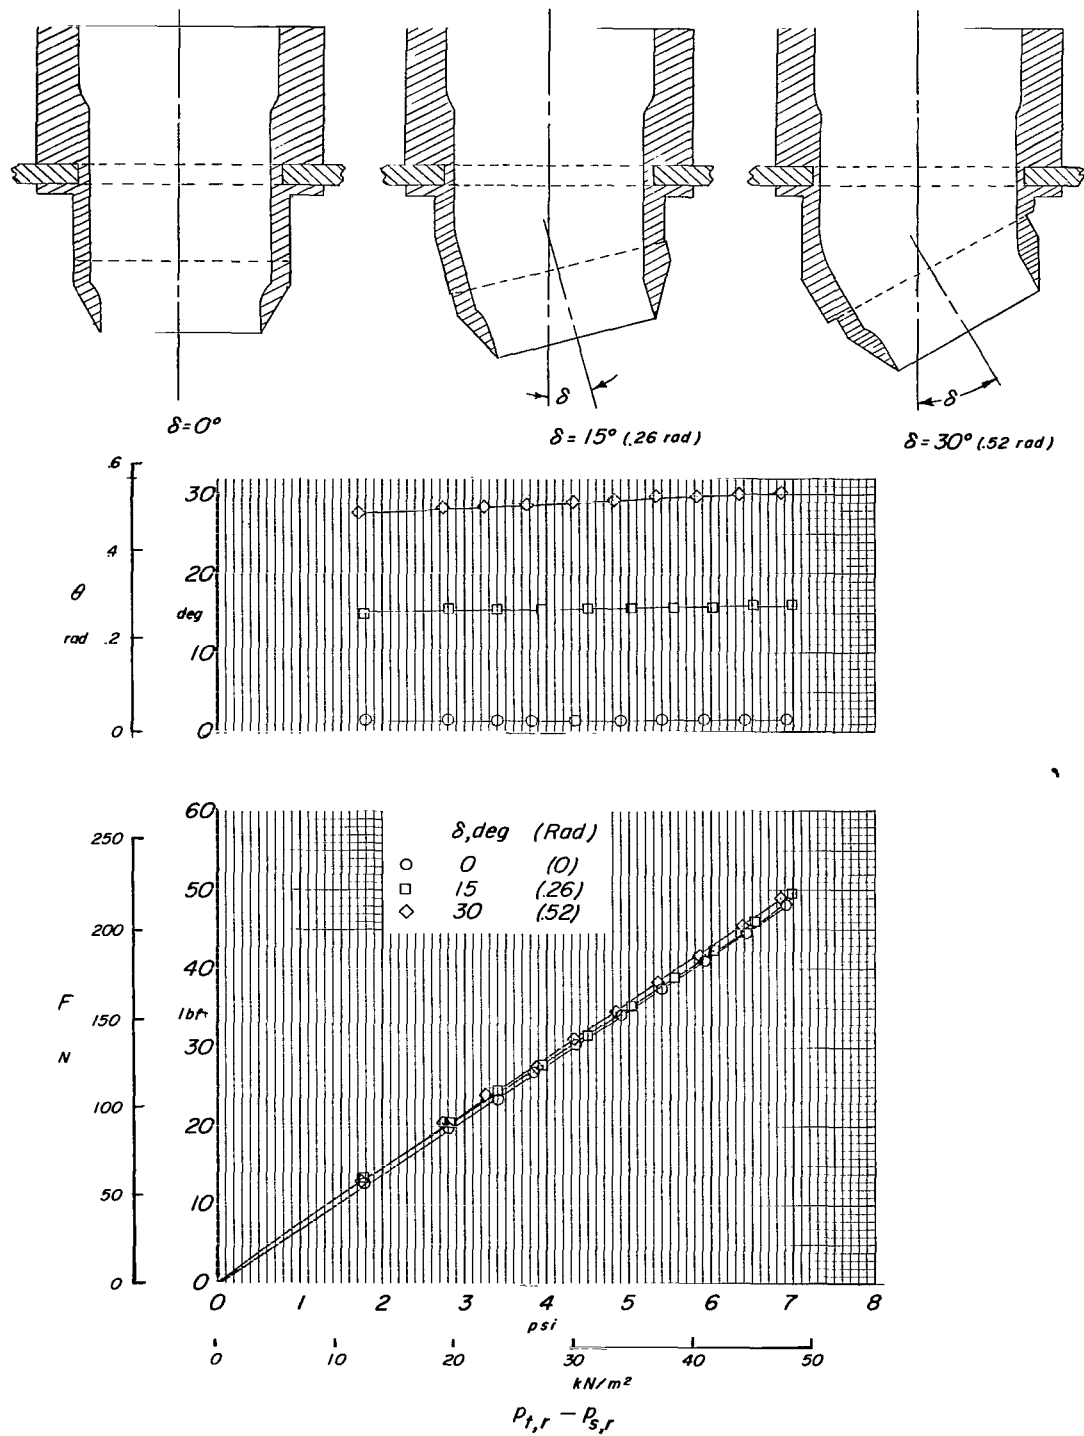 δ
δ
δ = 0°
δ = 15° (.26 rad)
δ = 30° (.52 rad)
.6
.4
θ
rad .2
0
30
20
deg
10
0
60
50
40
lbf
30
20
10
0
250
200
F
150
N
100
50
0
δ, deg (Rad)
0 (0)
15 (.26)
30 (.52)
0 1 2 3 4 5 6 7 8
psi
0 10 20 30 40 50
kN/m²
p_t,r − p_s,r